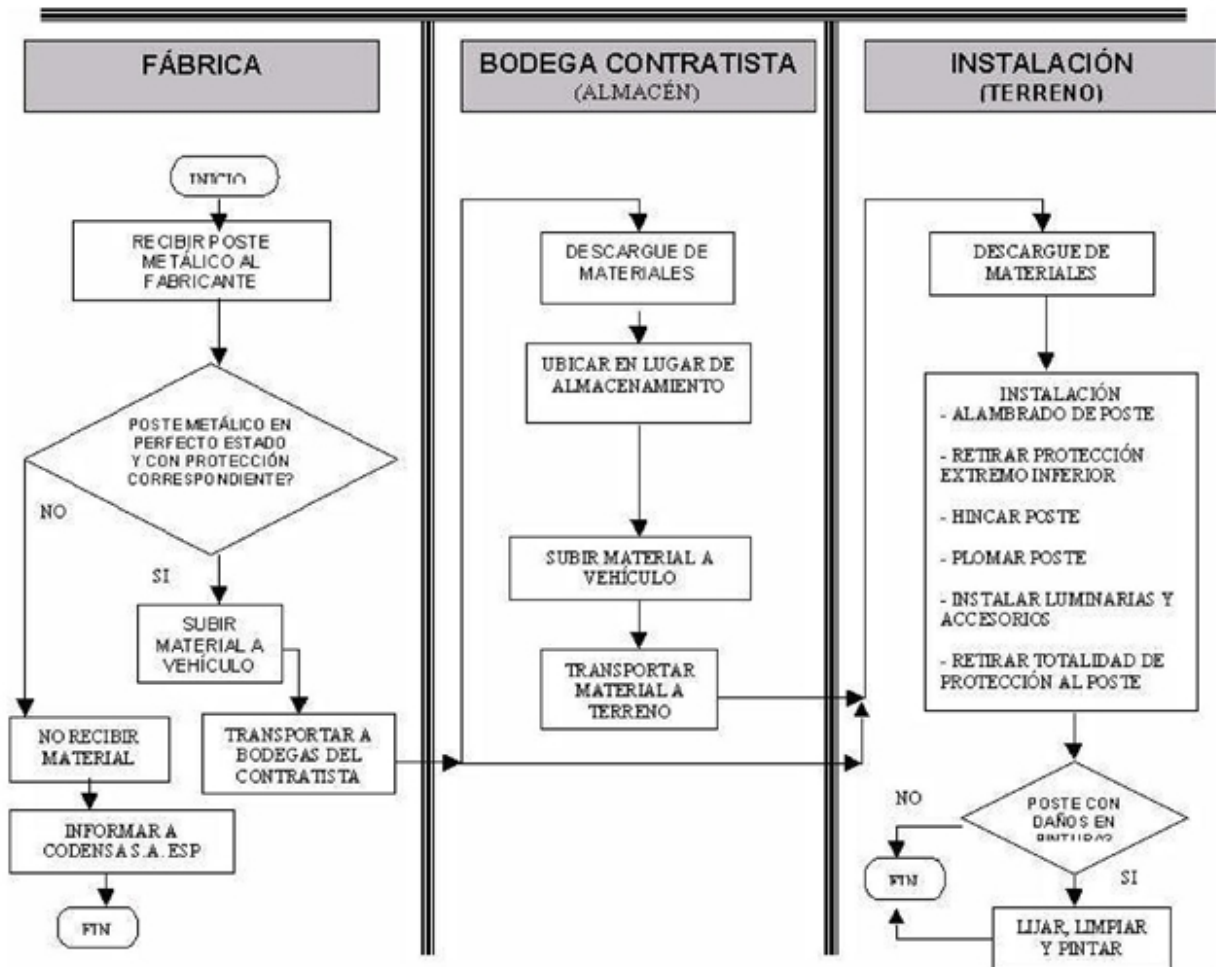 FÁBRICA
INICIO
RECIBIR POSTE
METÁLICO AL
FABRICANTE
POSTE METÁLICO EN
PERFECTO ESTADO
Y CON PROTECCIÓN
CORRESPONDIENTE?
NO
SI
SUBIR
MATERIAL A
VEHÍCULO
NO RECIBIR
MATERIAL
TRANSPORTAR A
BODEGAS DEL
CONTRATISTA
INFORMAR A
CODENSA S.A. ESP
FIN
BODEGA CONTRATISTA
(ALMACÉN)
DESCARGUE DE
MATERIALES
UBICAR EN LUGAR DE
ALMACENAMIENTO
SUBIR MATERIAL A
VEHÍCULO
TRANSPORTAR
MATERIAL A
TERRENO
INSTALACIÓN
(TERRENO)
DESCARGUE DE
MATERIALES
INSTALACIÓN
- ALAMBRADO DE POSTE
- RETIRAR PROTECCIÓN
EXTREMO INFERIOR
- HINCAR POSTE
- PLOMAR POSTE
- INSTALAR LUMINARIAS Y
ACCESORIOS
- RETIRAR TOTALIDAD DE
PROTECCIÓN AL POSTE
POSTE CON
DAÑOS EN
NO
FIN
SI
LIJAR, LIMPIAR
Y PINTAR